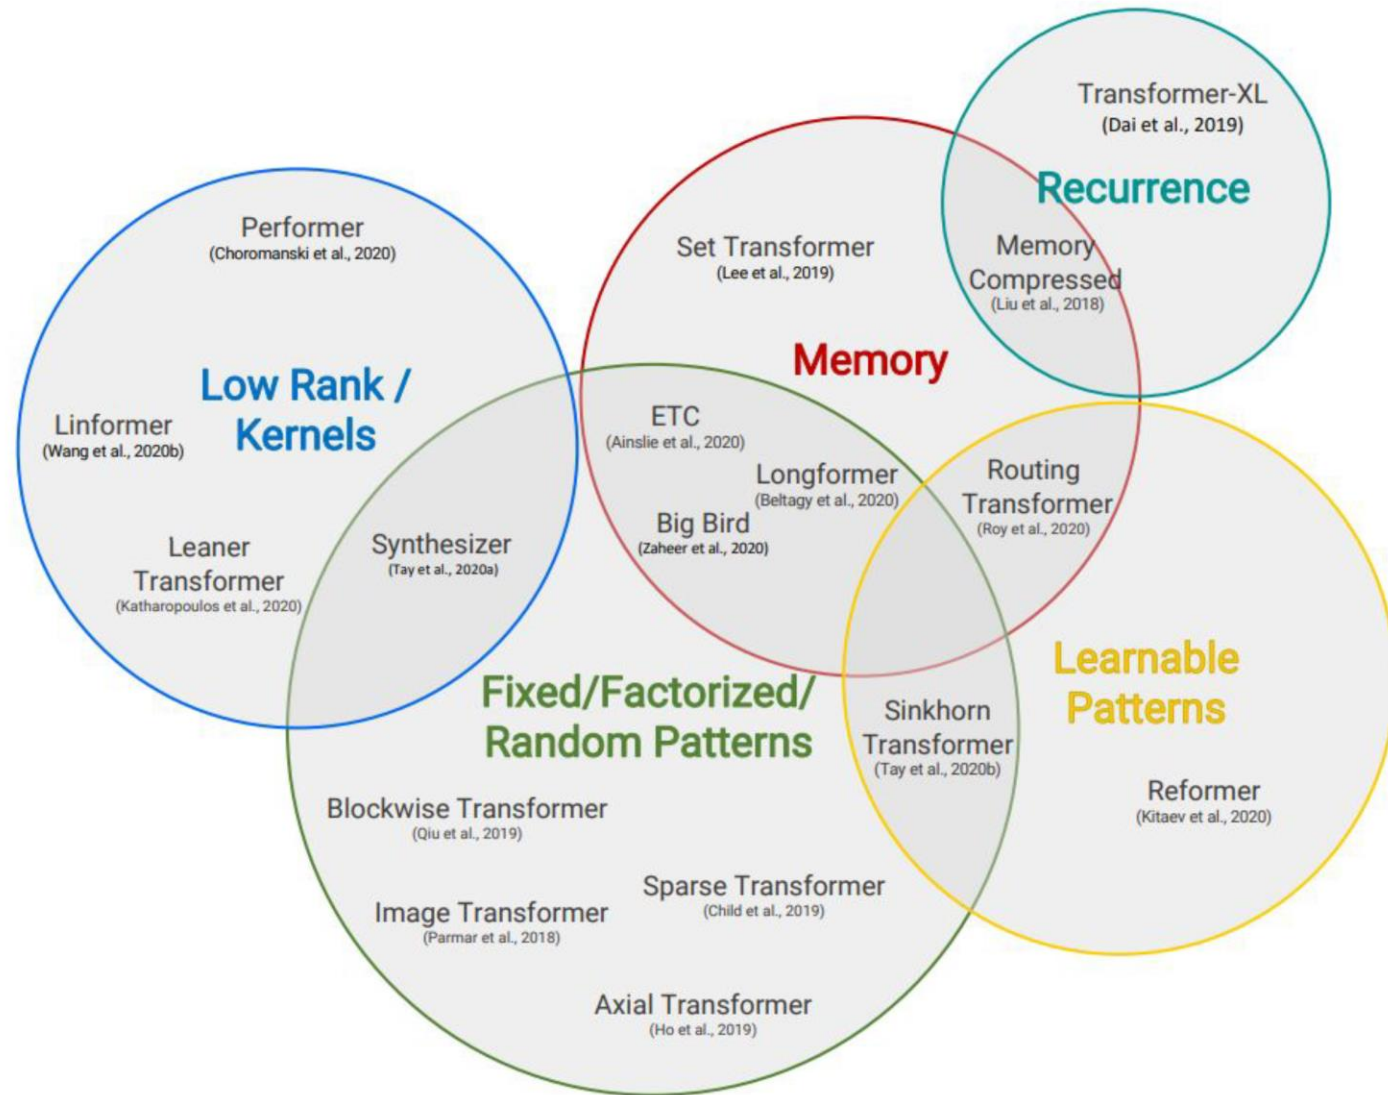 Transformer-XL
(Dai et al., 2019)
Recurrence
Performer
(Choromanski et al., 2020)
Set Transformer
(Lee et al., 2019)
Memory
Compressed
(Liu et al., 2018)
Memory
Low Rank /
Kernels
Linformer
(Wang et al., 2020b)
ETC
(Ainslie et al., 2020)
Longformer
(Beltagy et al., 2020)
Big Bird
(Zaheer et al., 2020)
Routing
Transformer
(Roy et al., 2020)
Leaner
Transformer
(Katharopoulos et al., 2020)
Synthesizer
(Tay et al., 2020a)
Learnable
Patterns
Fixed/Factorized/
Random Patterns
Sinkhorn
Transformer
(Tay et al., 2020b)
Reformer
(Kitaev et al., 2020)
Blockwise Transformer
(Qiu et al., 2019)
Sparse Transformer
(Child et al., 2019)
Image Transformer
(Parmar et al., 2018)
Axial Transformer
(Ho et al., 2019)